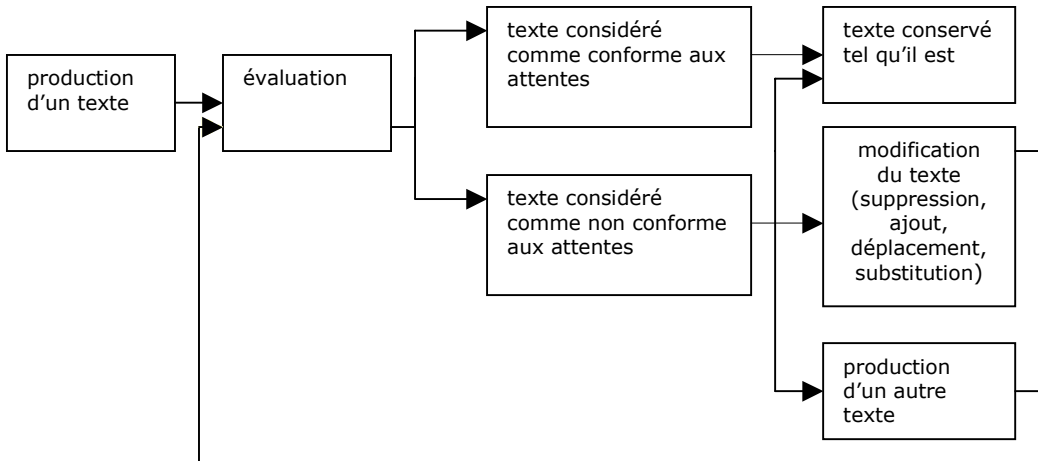 production
d'un texte
évaluation
texte considéré
comme conforme aux
attentes
texte considéré
comme non conforme
aux attentes
texte conservé
tel qu'il est
modification
du texte
(suppression,
ajout,
déplacement,
substitution)
production
d'un autre
texte